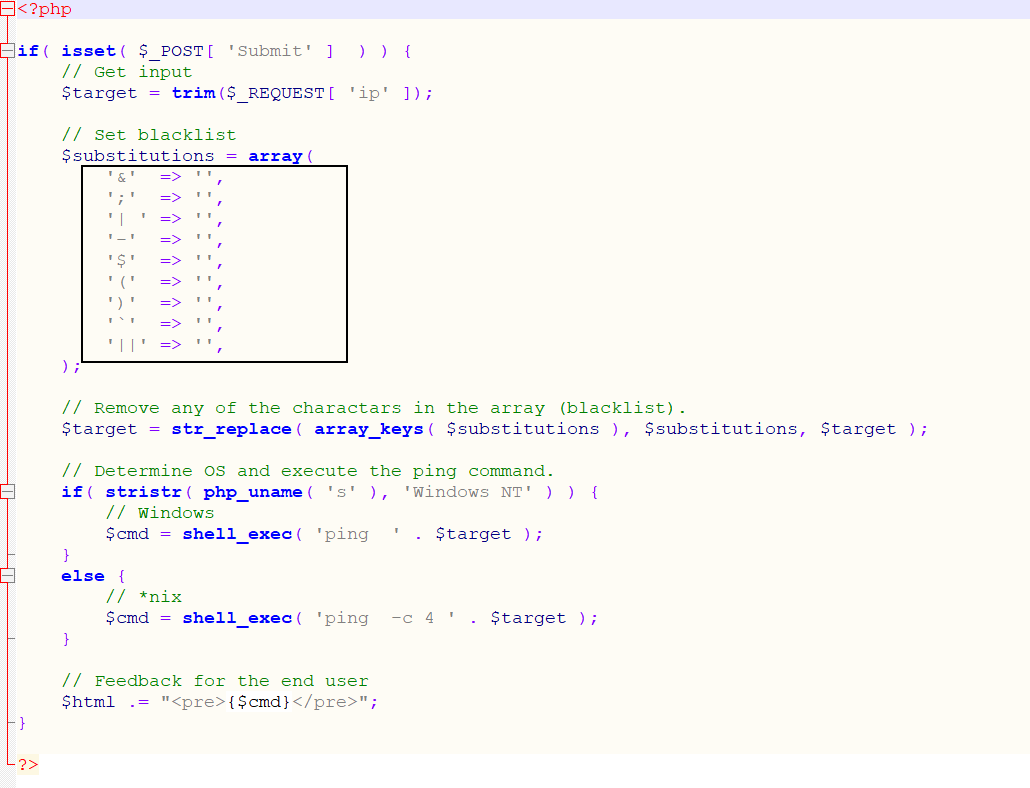 <?php

if( isset( $_POST[ 'Submit' ]  ) ) {
    // Get input
    $target = trim($_REQUEST[ 'ip' ]);

    // Set blacklist
    $substitutions = array(
        '&'  => '',
        ';'  => '',
        '| ' => '',
        '-'  => '',
        '$'  => '',
        '('  => '',
        ')'  => '',
        '`'  => '',
        '||' => '',
    );

    // Remove any of the charactars in the array (blacklist).
    $target = str_replace( array_keys( $substitutions ), $substitutions, $target );

    // Determine OS and execute the ping command.
    if( stristr( php_uname( 's' ), 'Windows NT' ) ) {
        // Windows
        $cmd = shell_exec( 'ping  ' . $target );
    }
    else {
        // *nix
        $cmd = shell_exec( 'ping  -c 4 ' . $target );
    }

    // Feedback for the end user
    $html .= "<pre>{$cmd}</pre>";
}

?>